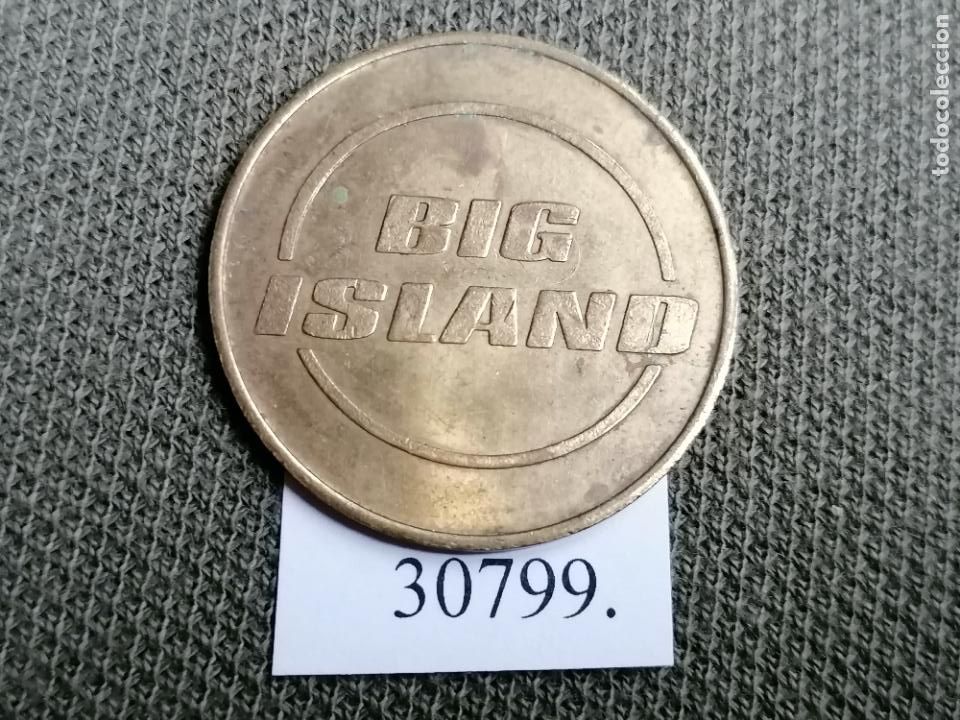 BIG
ISLAND
30799.
todocoleccion